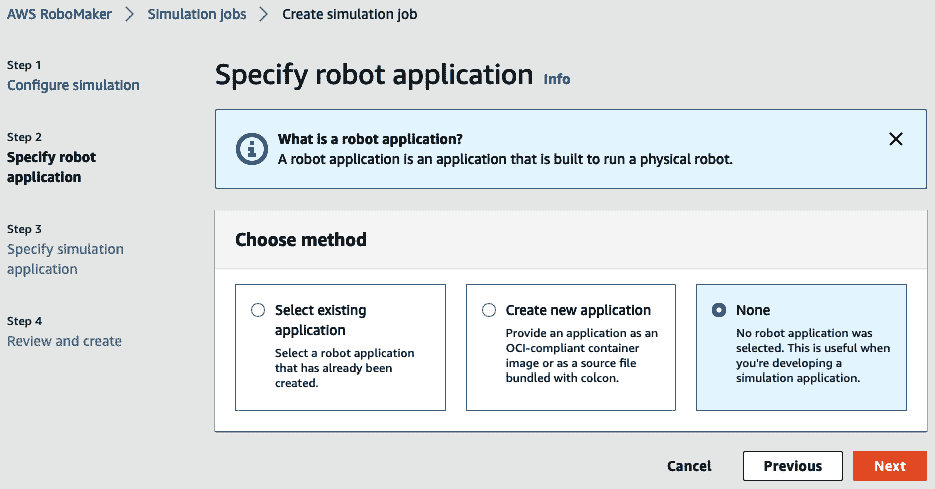 AWS RoboMaker > Simulation jobs > Create simulation job
Step 1
Configure simulation
Step 2
Specify robot
application
Step 3
Specify simulation
application
Step 4
Review and create
Specify robot application Info
What is a robot application?
A robot application is an application that is built to run a physical robot.
Choose method
Select existing
application
Select a robot application
that has already been
created.
Create new application
Provide an application as an
OCI-compliant container
image or as a source file
bundled with colcon.
None
No robot application was
selected. This is useful when
you're developing a
simulation application.
Cancel
Previous
Next